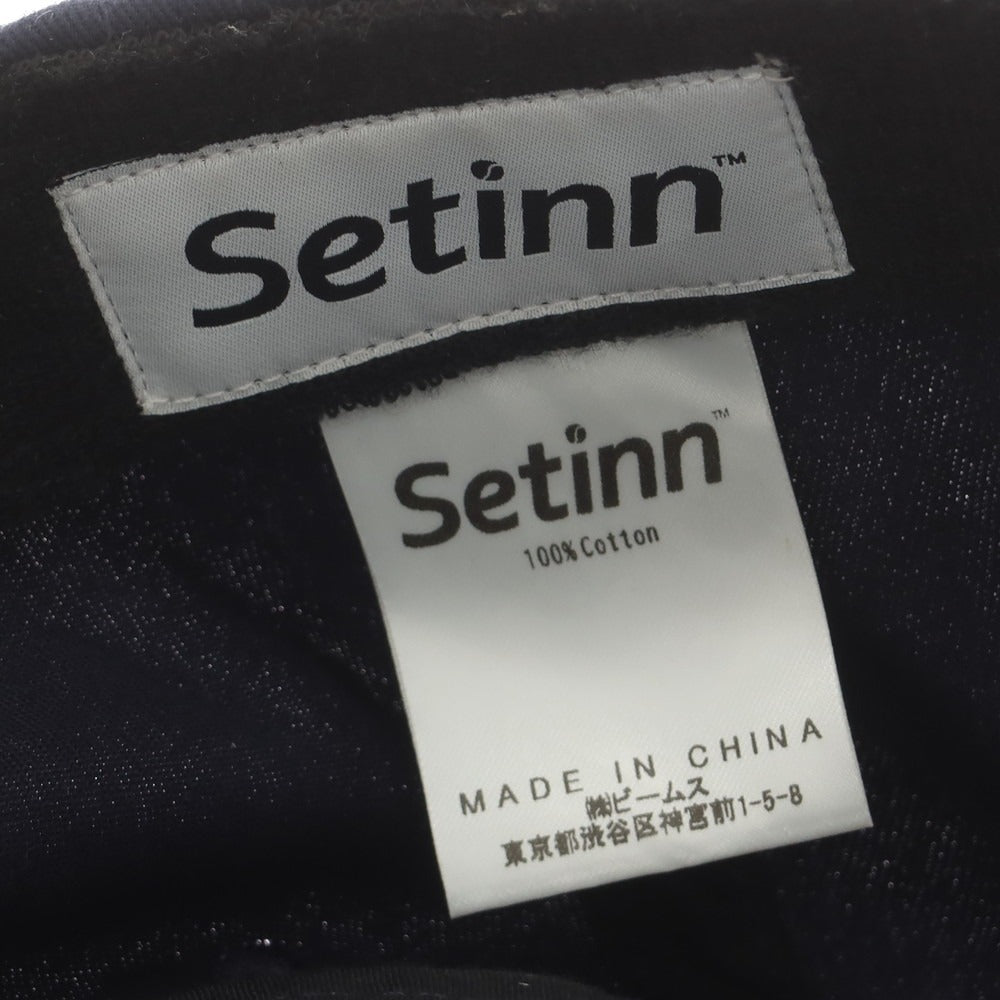 Setinn™
Setinn™
100% Cotton
MADE IN CHINA
㈱ビームス
東京都渋谷区神宮前1-5-8